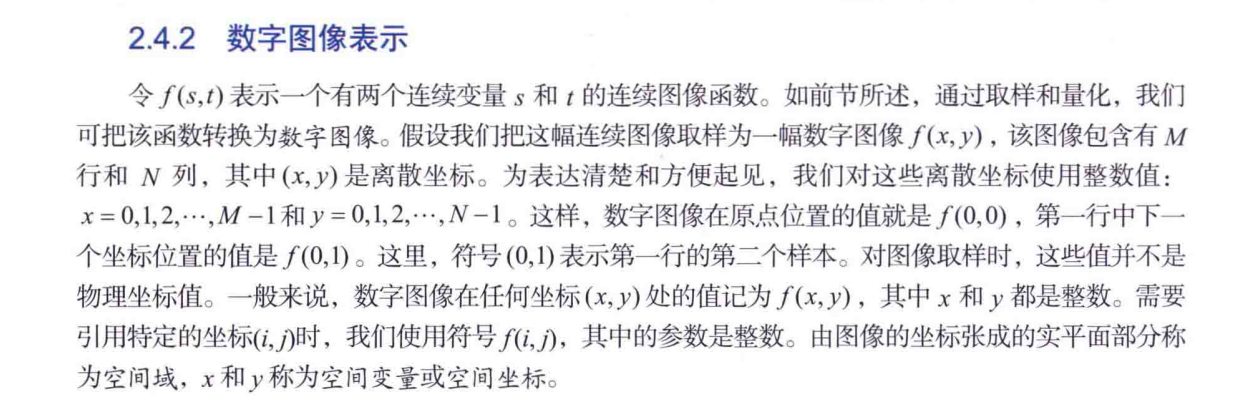 2.4.2 数字图像表示
令 f(s,t) 表示一个有两个连续变量 s 和 t 的连续图像函数。如前节所述，通过取样和量化，我们
可把该函数转换为数字图像。假设我们把这幅连续图像取样为一幅数字图像 f(x,y)，该图像包含有 M
行和 N 列，其中(x,y)是离散坐标。为表达清楚和方便起见，我们对这些离散坐标使用整数值：
x=0,1,2,⋯,M-1和y=0,1,2,⋯,N-1。这样，数字图像在原点位置的值就是 f(0,0)，第一行中下一
个坐标位置的值是 f(0,1)。这里，符号(0,1)表示第一行的第二个样本。对图像取样时，这些值并不是
物理坐标值。一般来说，数字图像在任何坐标(x,y)处的值记为 f(x,y)，其中 x 和 y 都是整数。需要
引用特定的坐标(i,j)时，我们使用符号 f(i,j)，其中的参数是整数。由图像的坐标张成的实平面部分称
为空间域，x 和 y 称为空间变量或空间坐标。